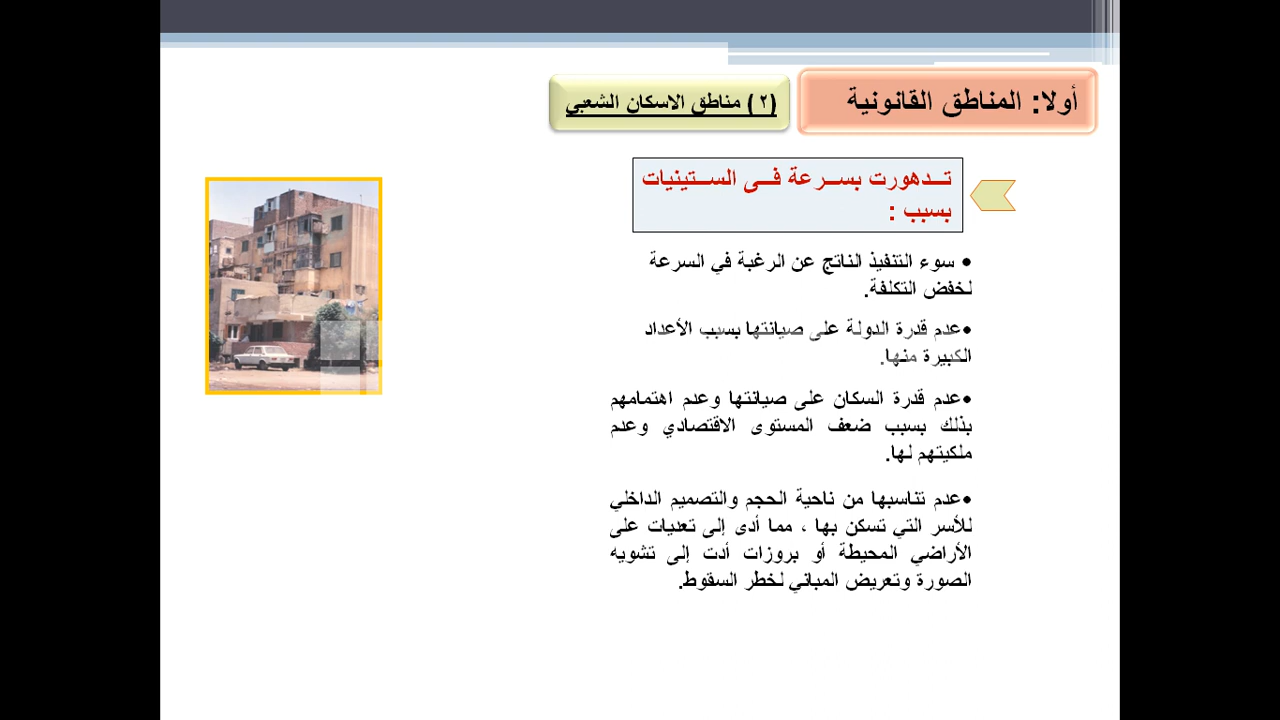 أولا: المناطق القانونية
(٢) مناطق الاسكان الشعبي
تدهورت بسرعة فى الستينيات
بسبب :
• سوء التنفيذ الناتج عن الرغبة في السرعة
لخفض التكلفة.
•عدم قدرة الدولة على صيانتها بسبب الأعداد
الكبيرة منها.
•عدم قدرة السكان على صيانتها وعدم اهتمامهم
بذلك بسبب ضعف المستوى الاقتصادي وعدم
ملكيتهم لها.
•عدم تناسبها من ناحية الحجم والتصميم الداخلي
للأسر التي تسكن بها ، مما أدى إلى تعديات على
الأراضي المحيطة أو بروزات أدت إلى تشويه
الصورة وتعريض المباني لخطر السقوط.